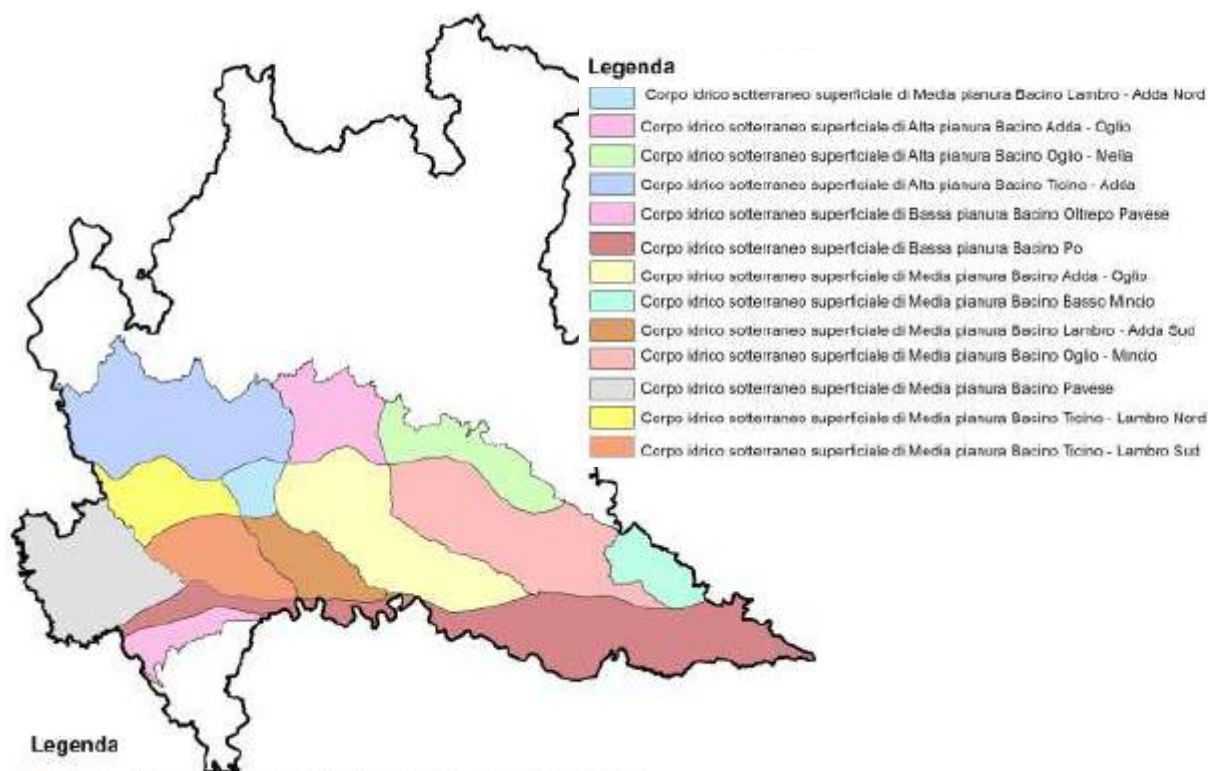 Legenda
Corpo idrico sotterraneo superficiale di Media pianura Bacino Lambro - Adda Nord
Corpo idrico sotterraneo superficiale di Alta pianura Bacino Adda - Oglio
Corpo idrico sotterraneo superficiale di Alta pianura Bacino Oglio - Mella
Corpo idrico sotterraneo superficiale di Alta pianura Bacino Ticino - Adda
Corpo idrico sotterraneo superficiale di Bassa pianura Bacino Oltrepo Pavese
Corpo idrico sotterraneo superficiale di Bassa pianura Bacino Po
Corpo idrico sotterraneo superficiale di Media pianura Bacino Adda - Oglio
Corpo idrico sotterraneo superficiale di Media pianura Bacino Basso Mincio
Corpo idrico sotterraneo superficiale di Media pianura Bacino Lambro - Adda Sud
Corpo idrico sotterraneo superficiale di Media pianura Bacino Oglio - Mincio
Corpo idrico sotterraneo superficiale di Media pianura Bacino Pavese
Corpo idrico sotterraneo superficiale di Media pianura Bacino Ticino - Lambro Nord
Corpo idrico sotterraneo superficiale di Media pianura Bacino Ticino - Lambro Sud
Legenda